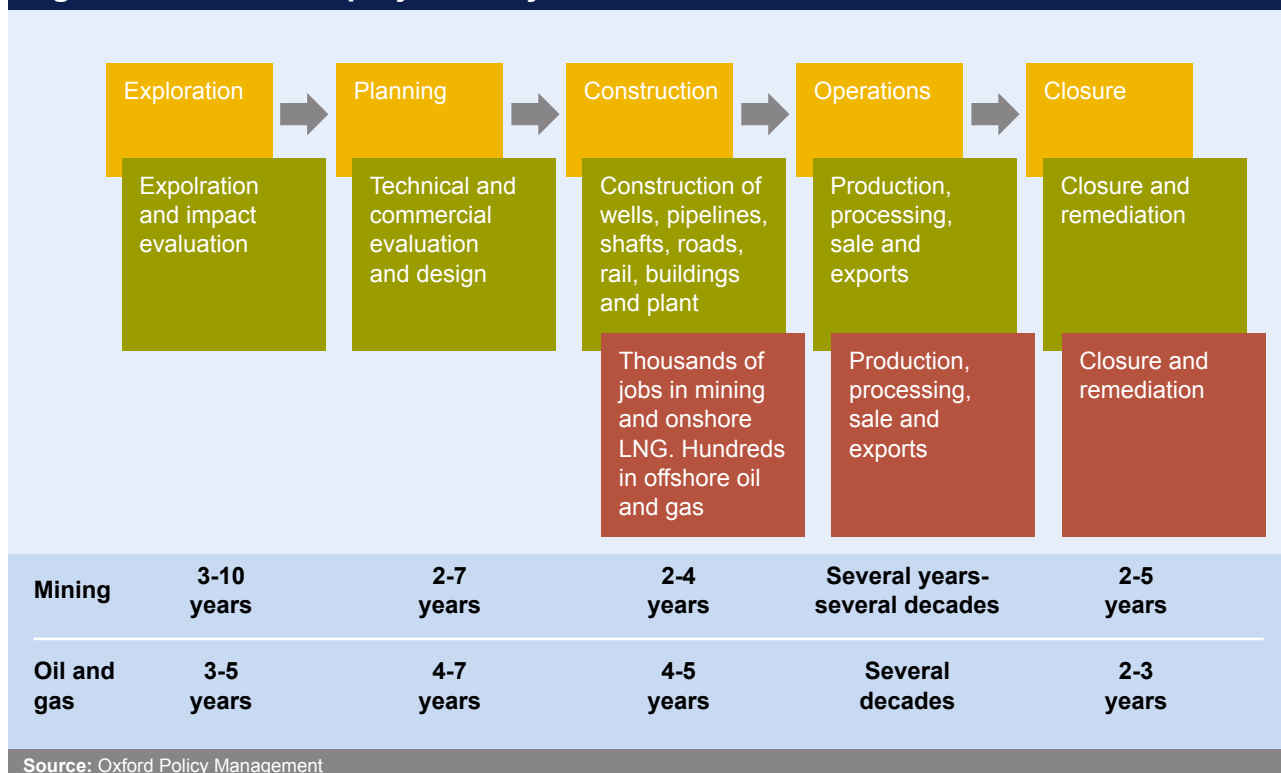 Exploration
Planning
Construction
Operations
Closure
Expolration
and impact
evaluation
Technical and
commercial
evaluation
and design
Construction of
wells, pipelines,
shafts, roads,
rail, buildings
and plant
Production,
processing,
sale and
exports
Closure and
remediation
Thousands of
jobs in mining
and onshore
LNG. Hundreds
in offshore oil
and gas
Production,
processing,
sale and
exports
Closure and
remediation
Mining
3-10
years
2-7
years
2-4
years
Several years-
several decades
2-5
years
Oil and
gas
3-5
years
4-7
years
4-5
years
Several
decades
2-3
years
Source: Oxford Policy Management